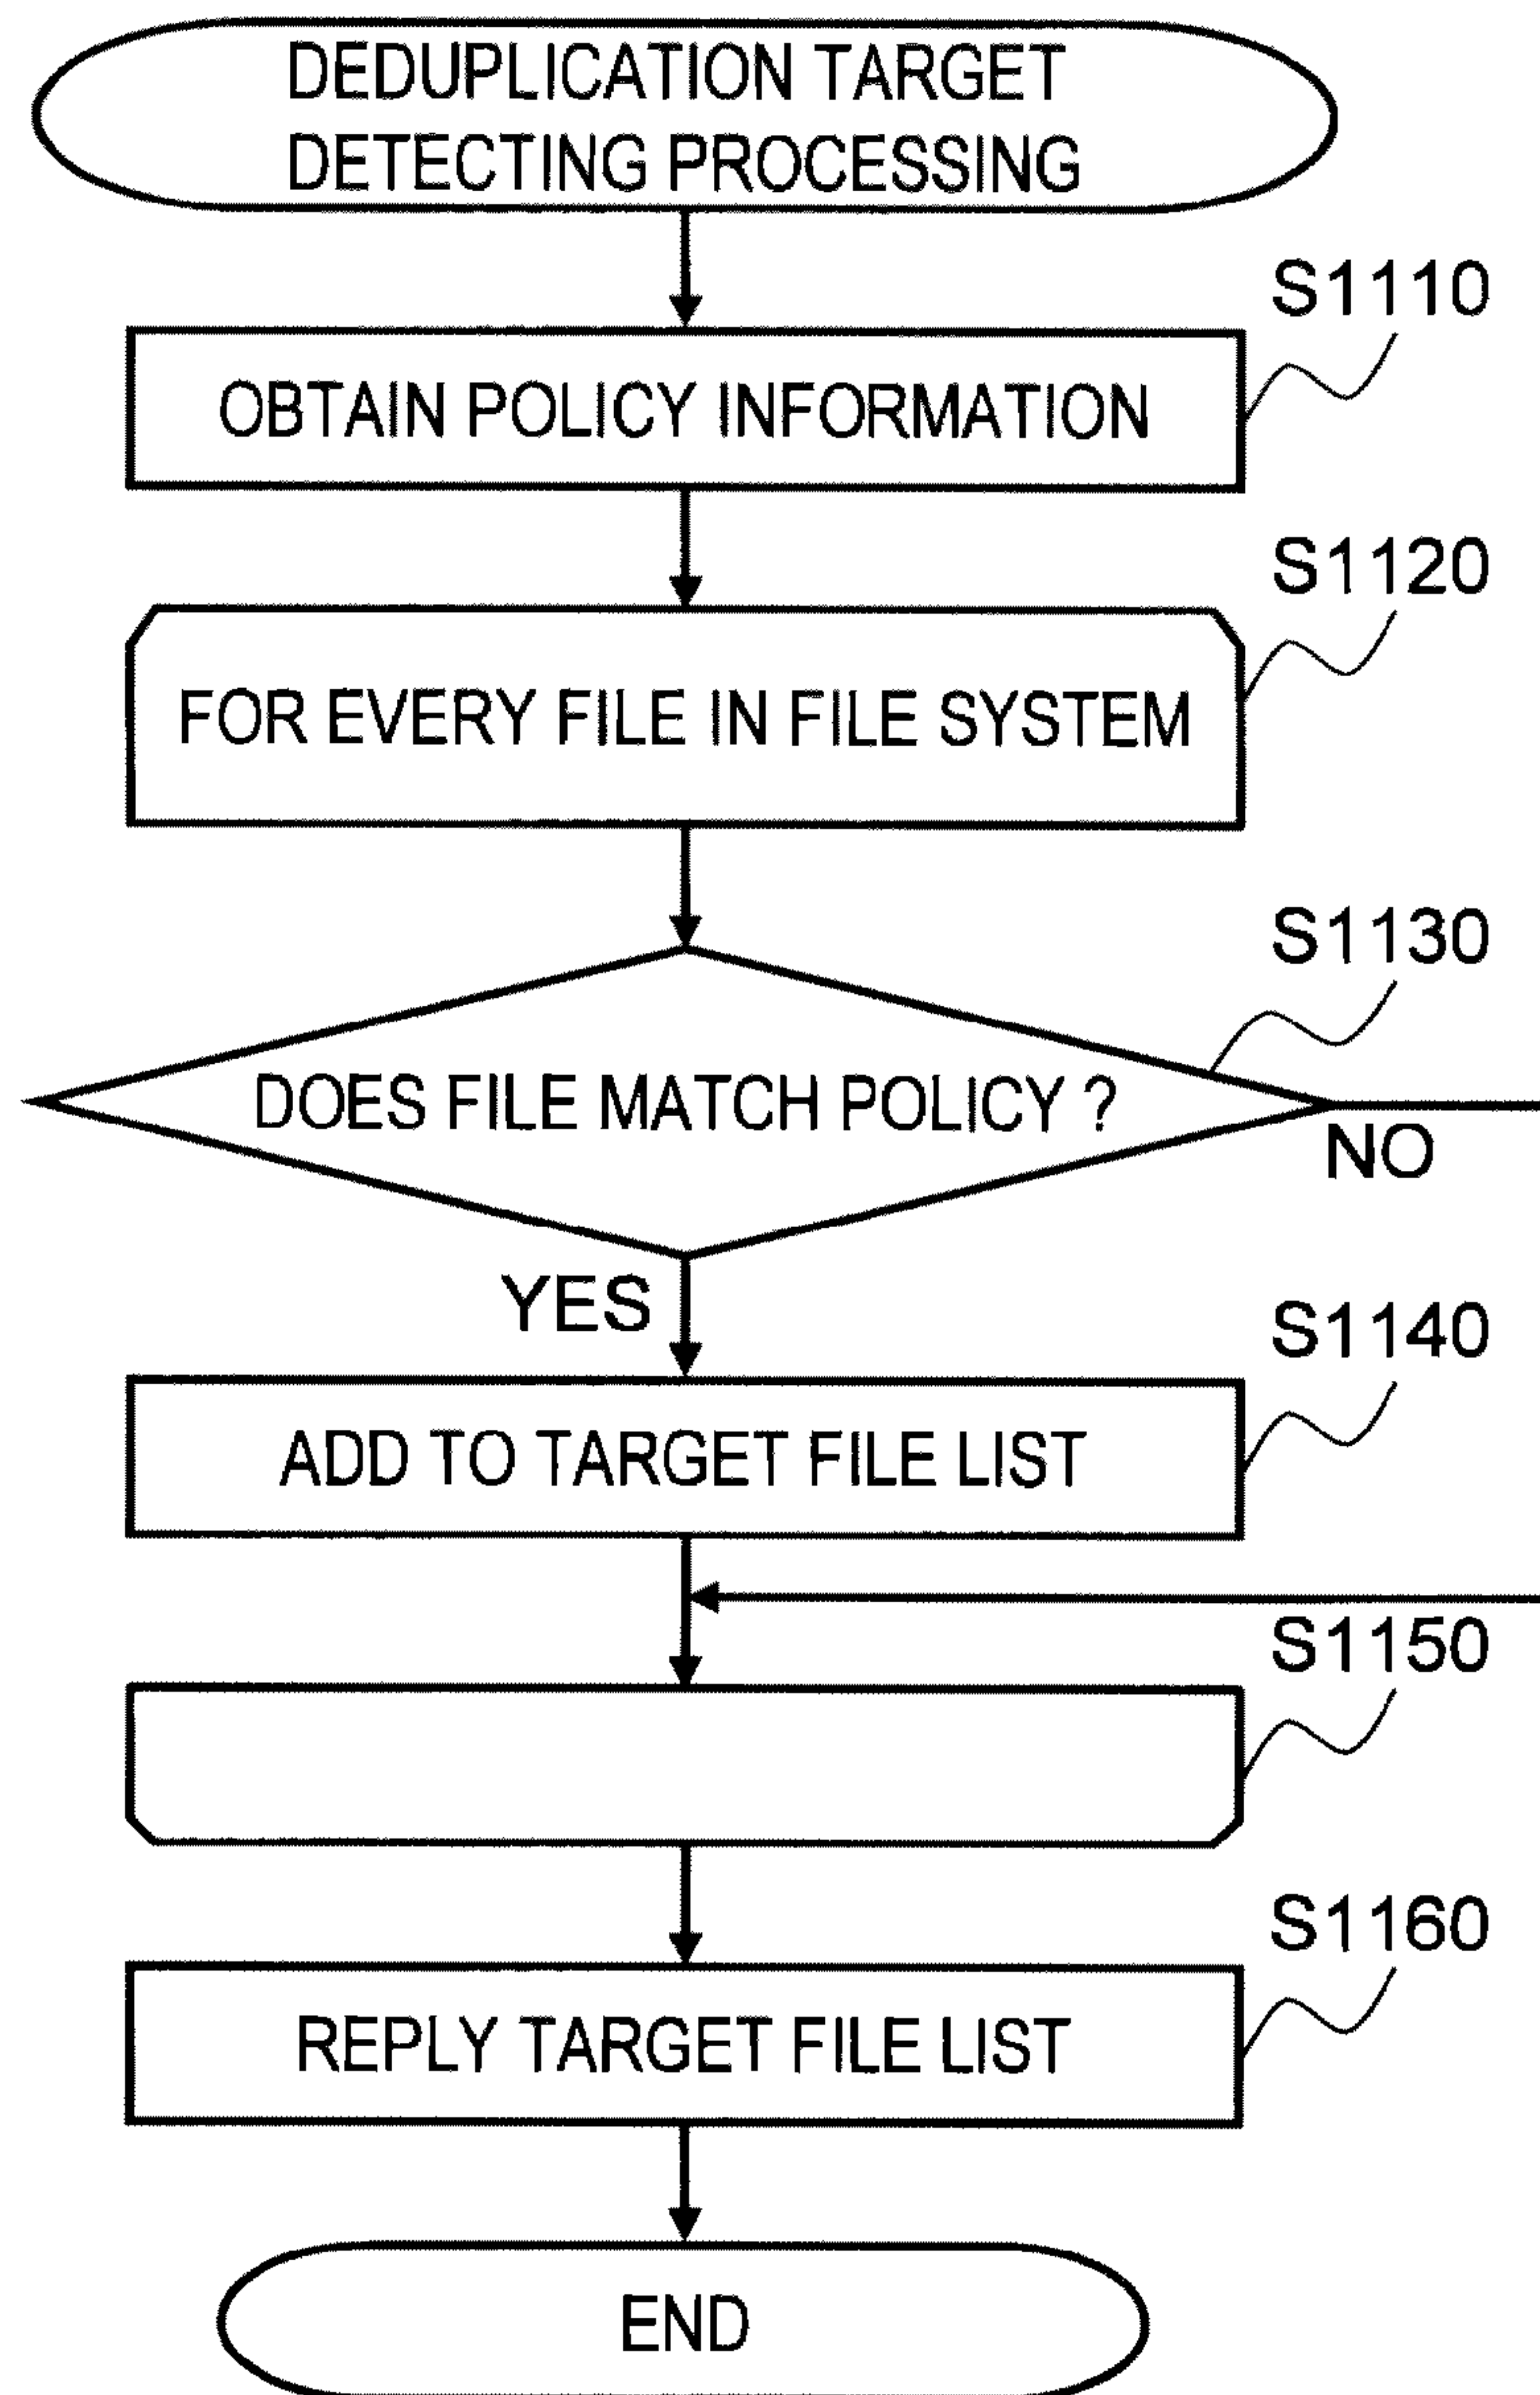 DEDUPLICATION TARGET
DETECTING PROCESSING
S1110
OBTAIN POLICY INFORMATION
S1120
FOR EVERY FILE IN FILE SYSTEM
S1130
DOES FILE MATCH POLICY ?
NO
YES
S1140
ADD TO TARGET FILE LIST
S1150
S1160
REPLY TARGET FILE LIST
END